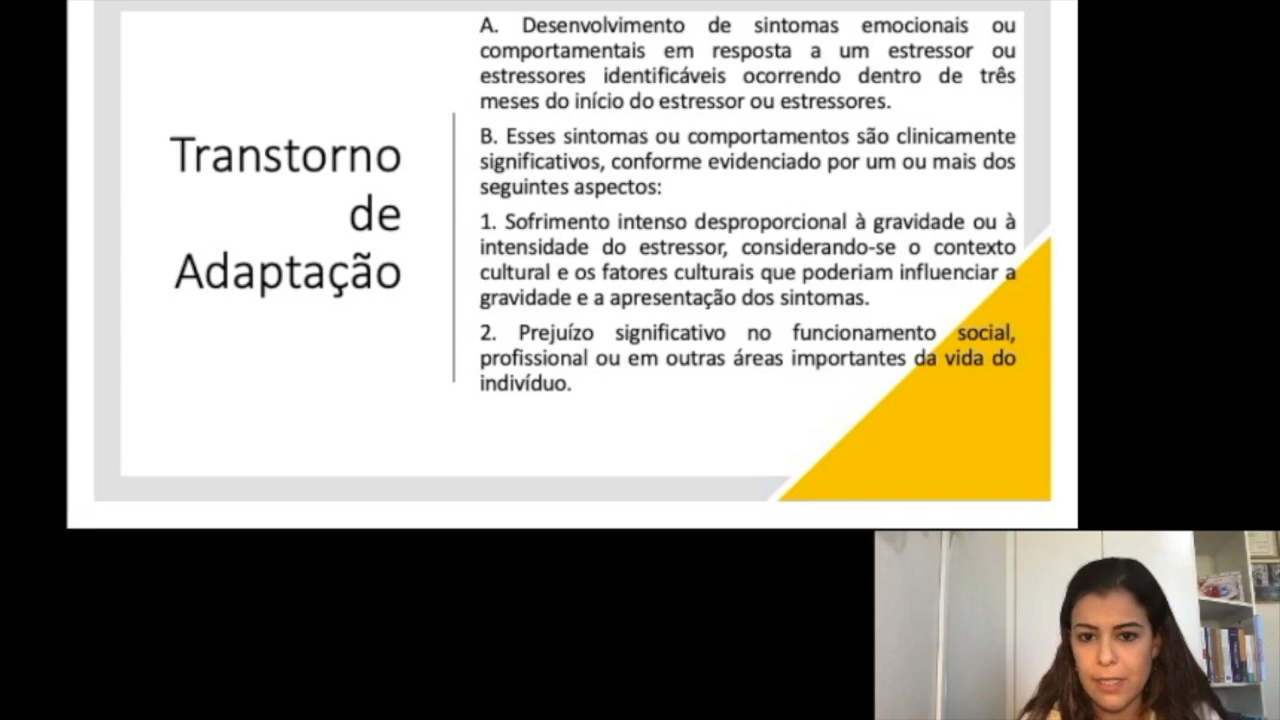 Transtorno
de
Adaptação
A. Desenvolvimento de sintomas emocionais ou
comportamentais em resposta a um estressor ou
estressores identificáveis ocorrendo dentro de três
meses do início do estressor ou estressores.
B. Esses sintomas ou comportamentos são clinicamente
significativos, conforme evidenciado por um ou mais dos
seguintes aspectos:
1. Sofrimento intenso desproporcional à gravidade ou à
intensidade do estressor, considerando-se o contexto
cultural e os fatores culturais que poderiam influenciar a
gravidade e a apresentação dos sintomas.
2. Prejuízo significativo no funcionamento social,
profissional ou em outras áreas importantes da vida do
indivíduo.